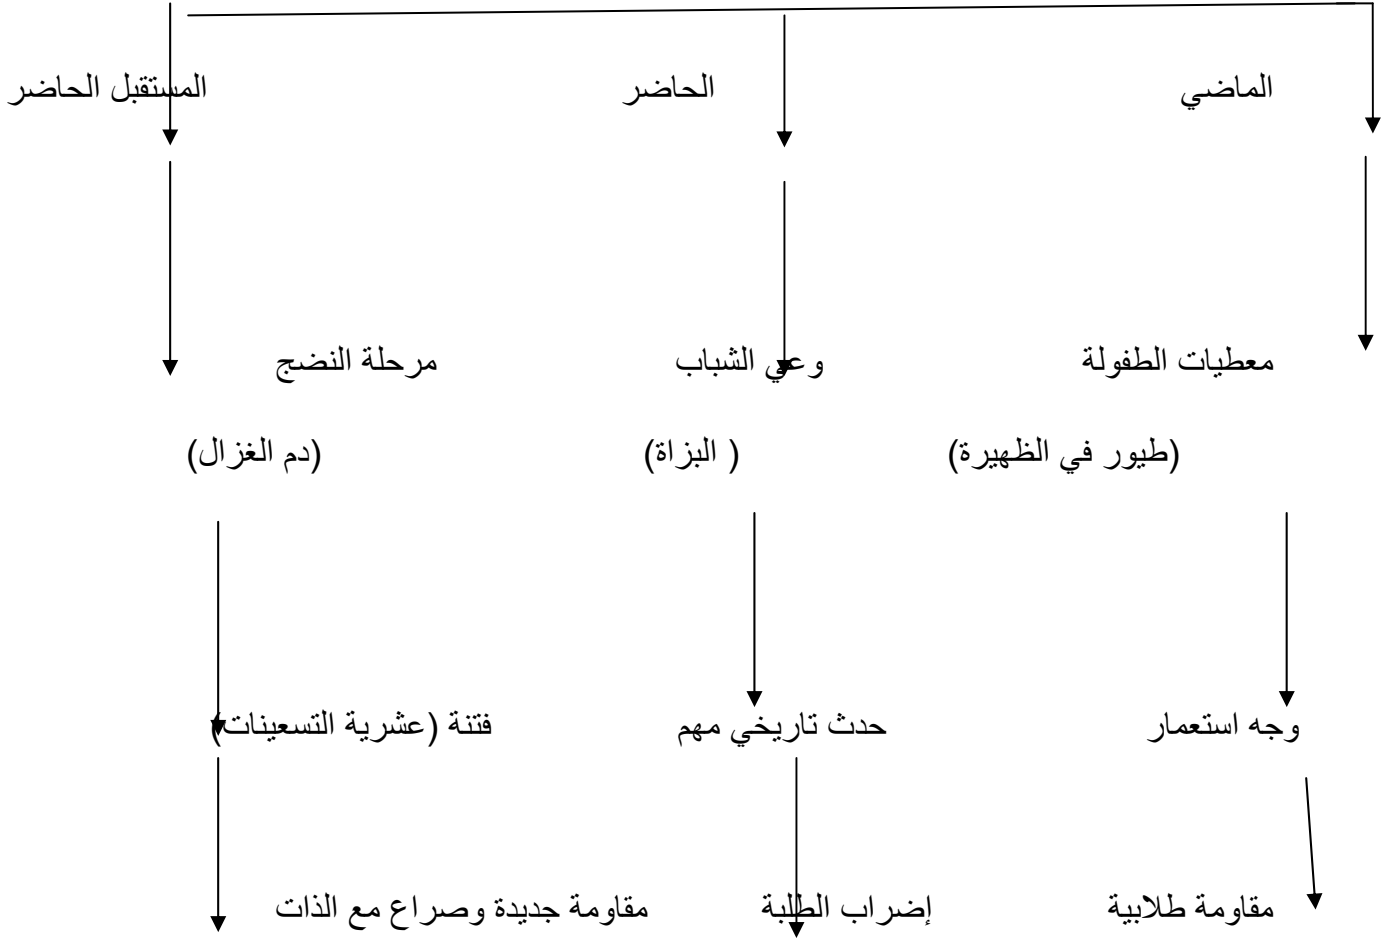 الماضي الحاضر المستقبل الحاضر
معطيات الطفولة وعي الشباب مرحلة النضج
(طيور في الظهيرة) ( البزاة) (دم الغزال)
وجه استعمار حدث تاريخي مهم فتنة (عشرية التسعينات)
مقاومة طلابية إضراب الطلبة مقاومة جديدة وصراع مع الذات